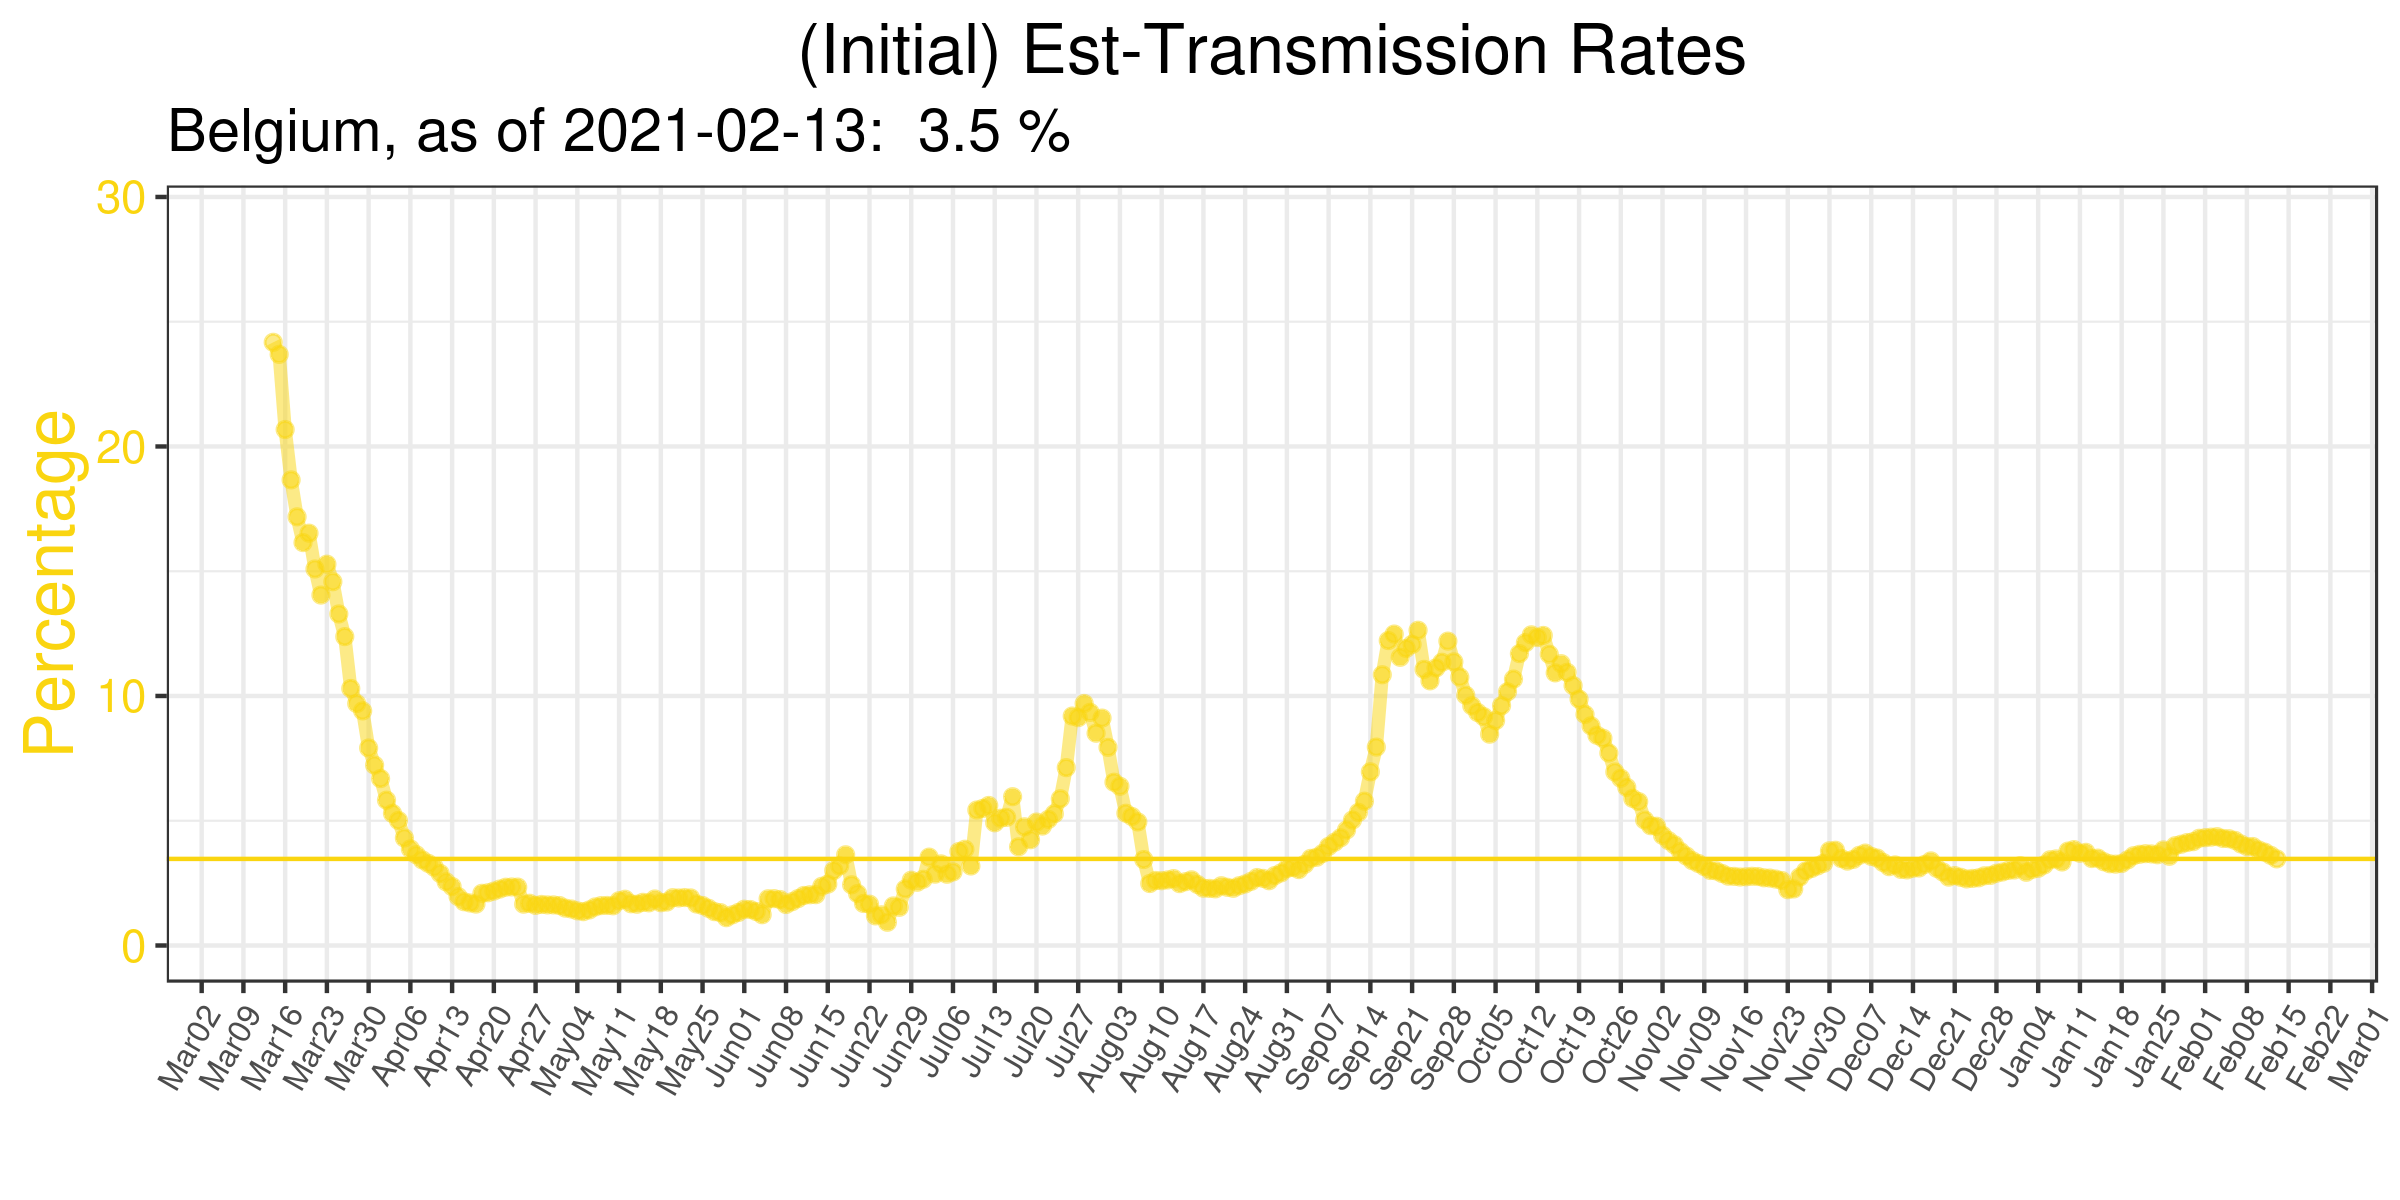 (Initial) Est-Transmission Rates
Belgium, as of 2021-02-13:  3.5 %
Percentage
30
20
10
0
Mar02
Mar09
Mar16
Mar23
Mar30
Apr06
Apr13
Apr20
Apr27
May04
May11
May18
May25
Jun01
Jun08
Jun15
Jun22
Jun29
Jul06
Jul13
Jul20
Jul27
Aug03
Aug10
Aug17
Aug24
Aug31
Sep07
Sep14
Sep21
Sep28
Oct05
Oct12
Oct19
Oct26
Nov02
Nov09
Nov16
Nov23
Nov30
Dec07
Dec14
Dec21
Dec28
Jan04
Jan11
Jan18
Jan25
Feb01
Feb08
Feb15
Feb22
Mar01